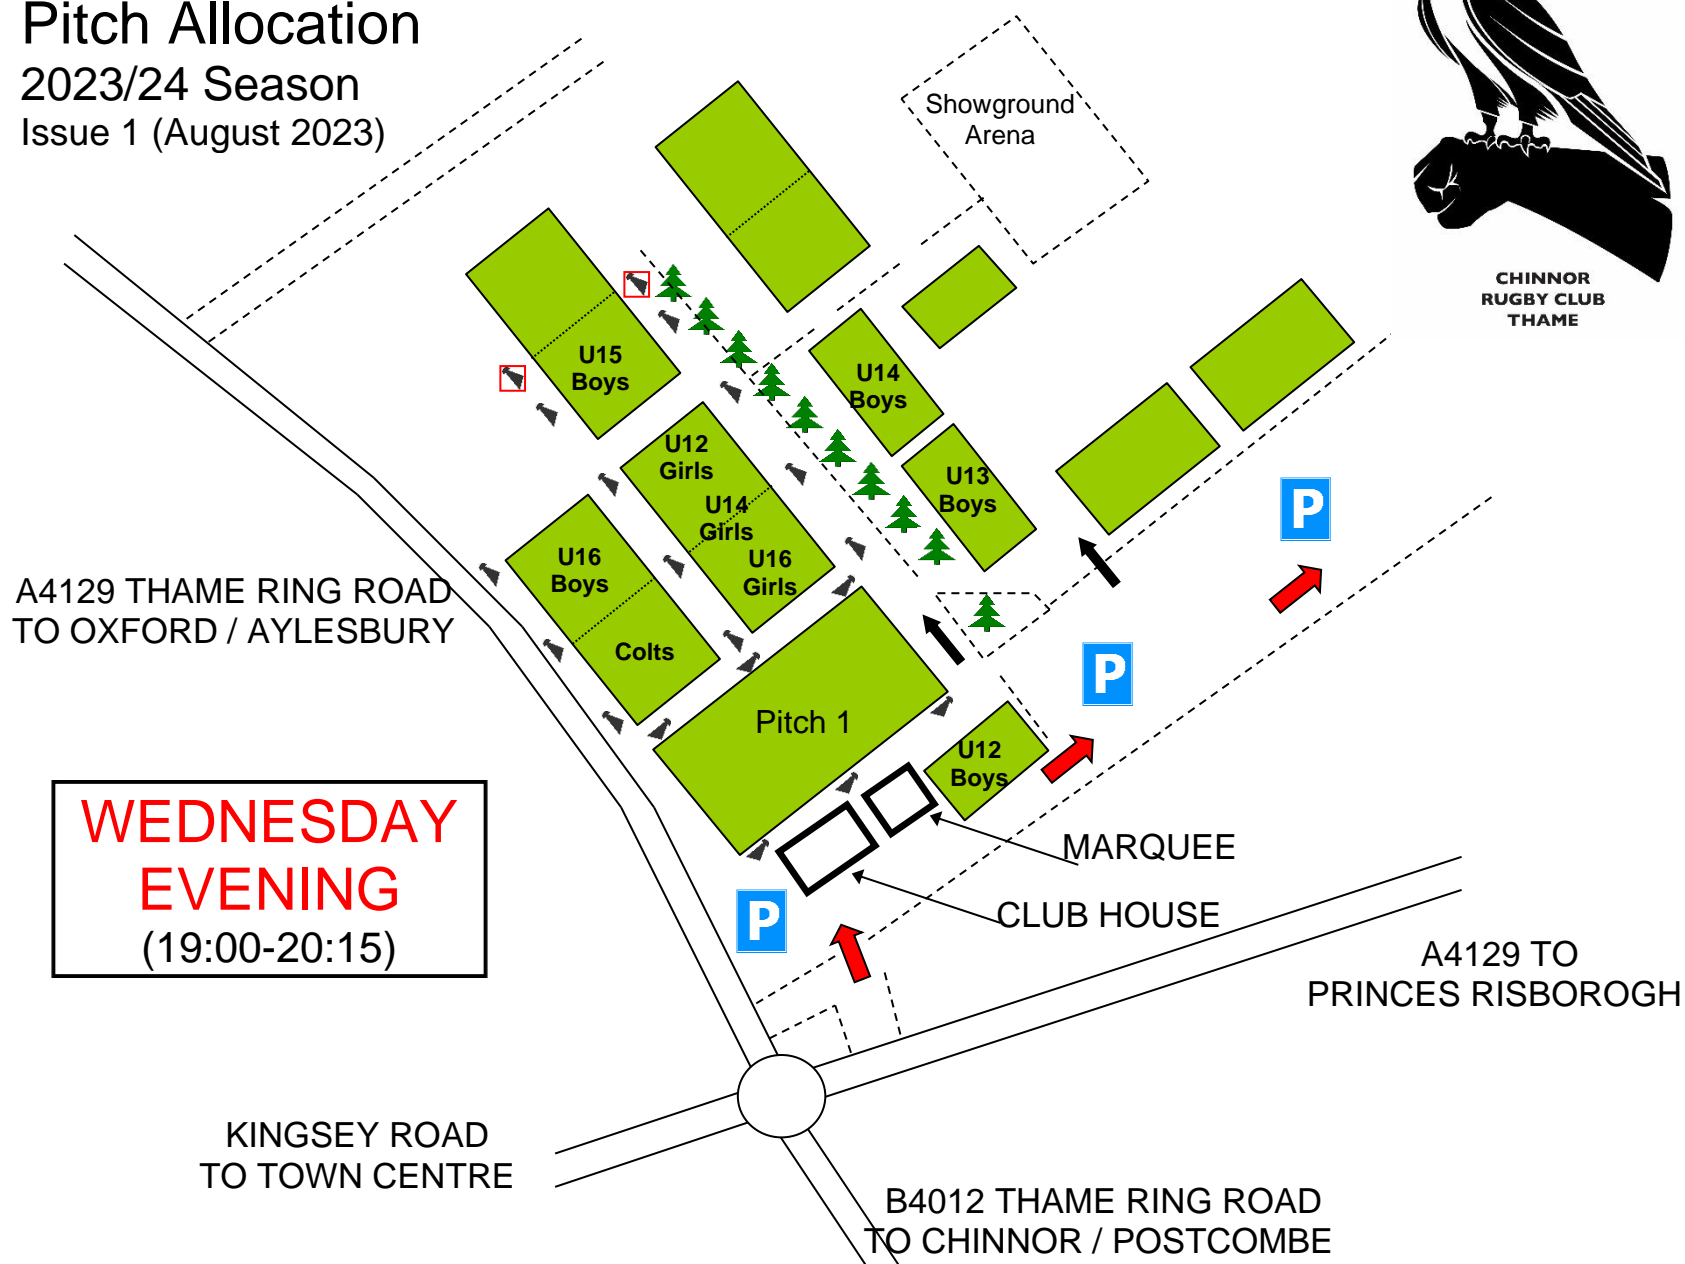 Pitch Allocation
2023/24 Season
Issue 1 (August 2023)
Showground
Arena
CHINNOR
RUGBY CLUB
THAME
U15
Boys
U14
Boys
U12
Girls
U14
Girls
U16
Girls
U13
Boys
P
U16
Boys
Colts
A4129 THAME RING ROAD
TO OXFORD / AYLESBURY
P
Pitch 1
U12
Boys
WEDNESDAY
EVENING
(19:00-20:15)
MARQUEE
CLUB HOUSE
P
A4129 TO
PRINCES RISBOROGH
KINGSEY ROAD
TO TOWN CENTRE
B4012 THAME RING ROAD
TO CHINNOR / POSTCOMBE